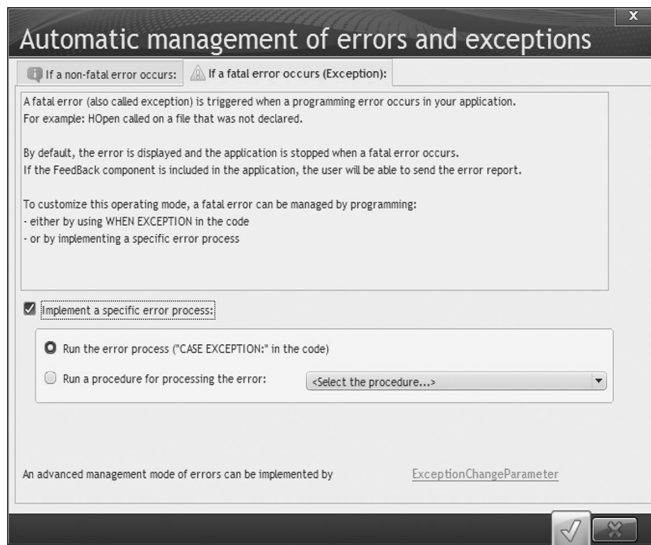 x
Automatic management of errors and exceptions
If a non-fatal error occurs:
If a fatal error occurs (Exception):
A fatal error (also called exception) is triggered when a programming error occurs in your application.
For example: HOpen called on a file that was not declared.
By default, the error is displayed and the application is stopped when a fatal error occurs.
If the FeedBack component is included in the application, the user will be able to send the error report.
To customize this operating mode, a fatal error can be managed by programming:
- either by using WHEN EXCEPTION in the code
- or by implementing a specific error process
Implement a specific error process:
Run the error process ("CASE EXCEPTION:" in the code)
Run a procedure for processing the error:
<Select the procedure...>
An advanced management mode of errors can be implemented by
ExceptionChangeParameter